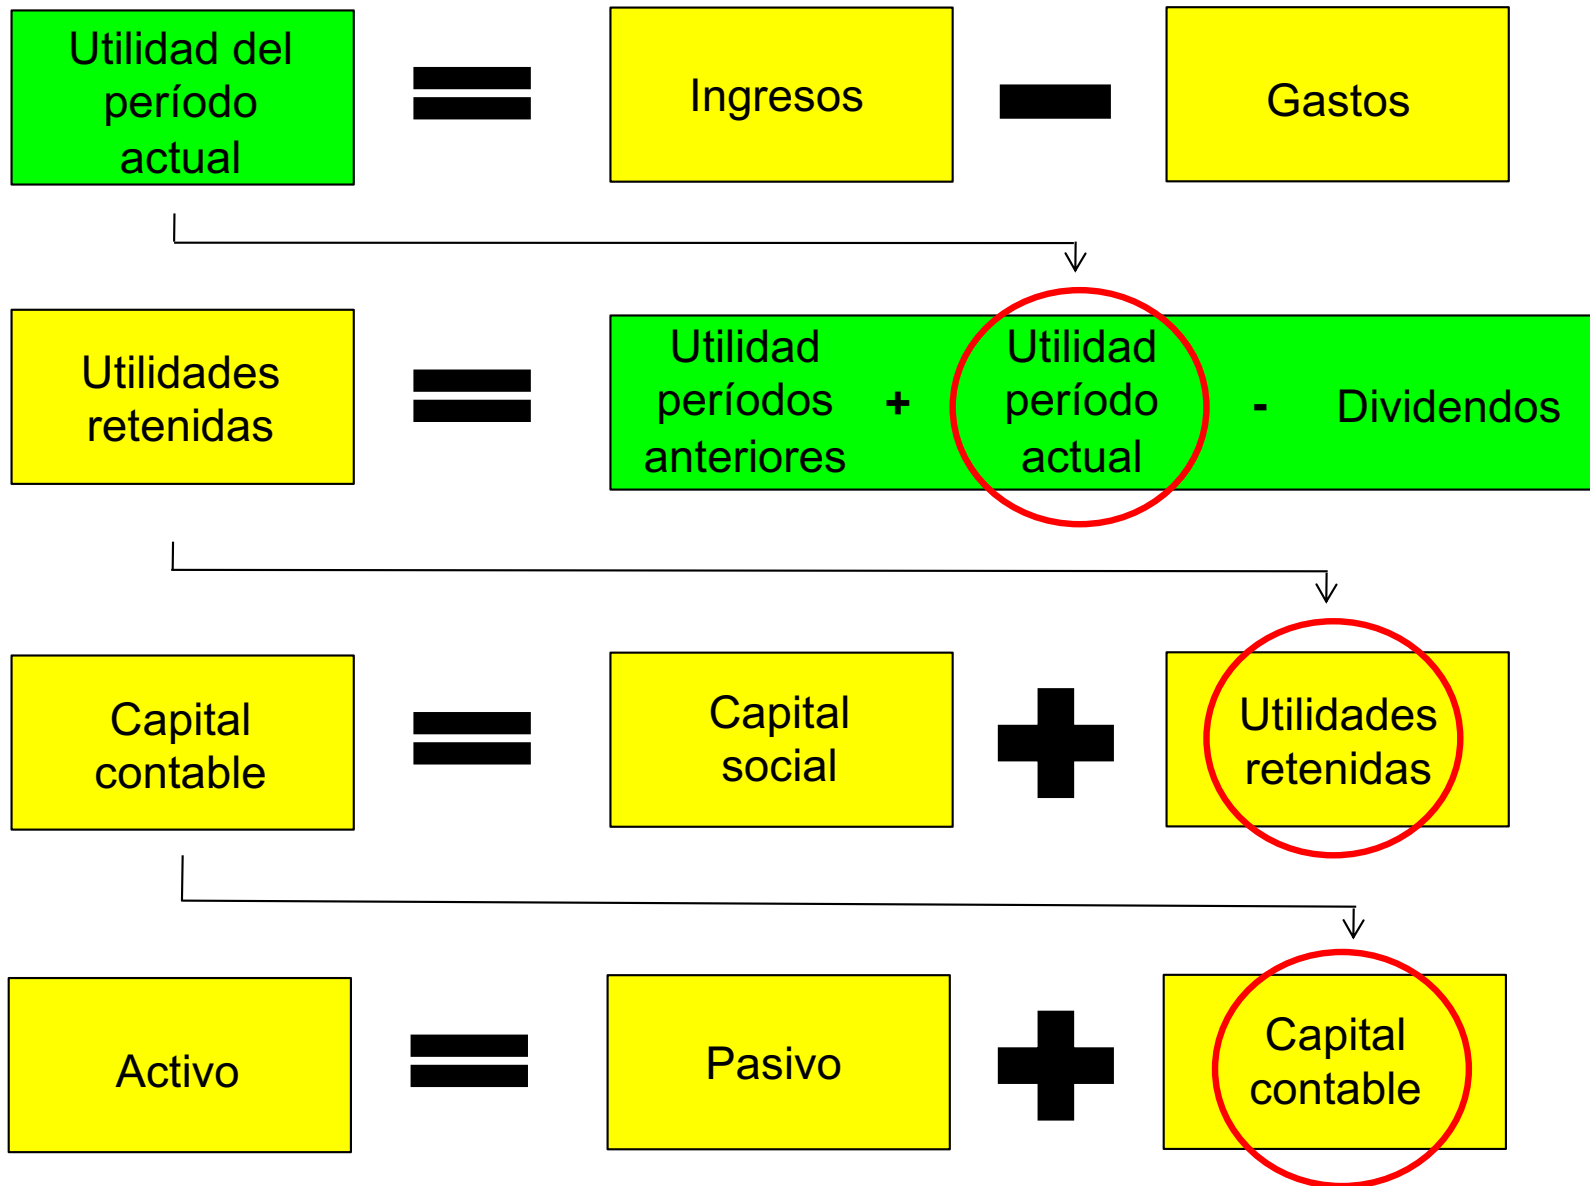 Utilidad del
período
actual
=
Ingresos
-
Gastos
Utilidades
retenidas
=
Utilidad
períodos
anteriores
+
Utilidad
período
actual
-
Dividendos
Capital
contable
=
Capital
social
+
Utilidades
retenidas
Activo
=
Pasivo
+
Capital
contable